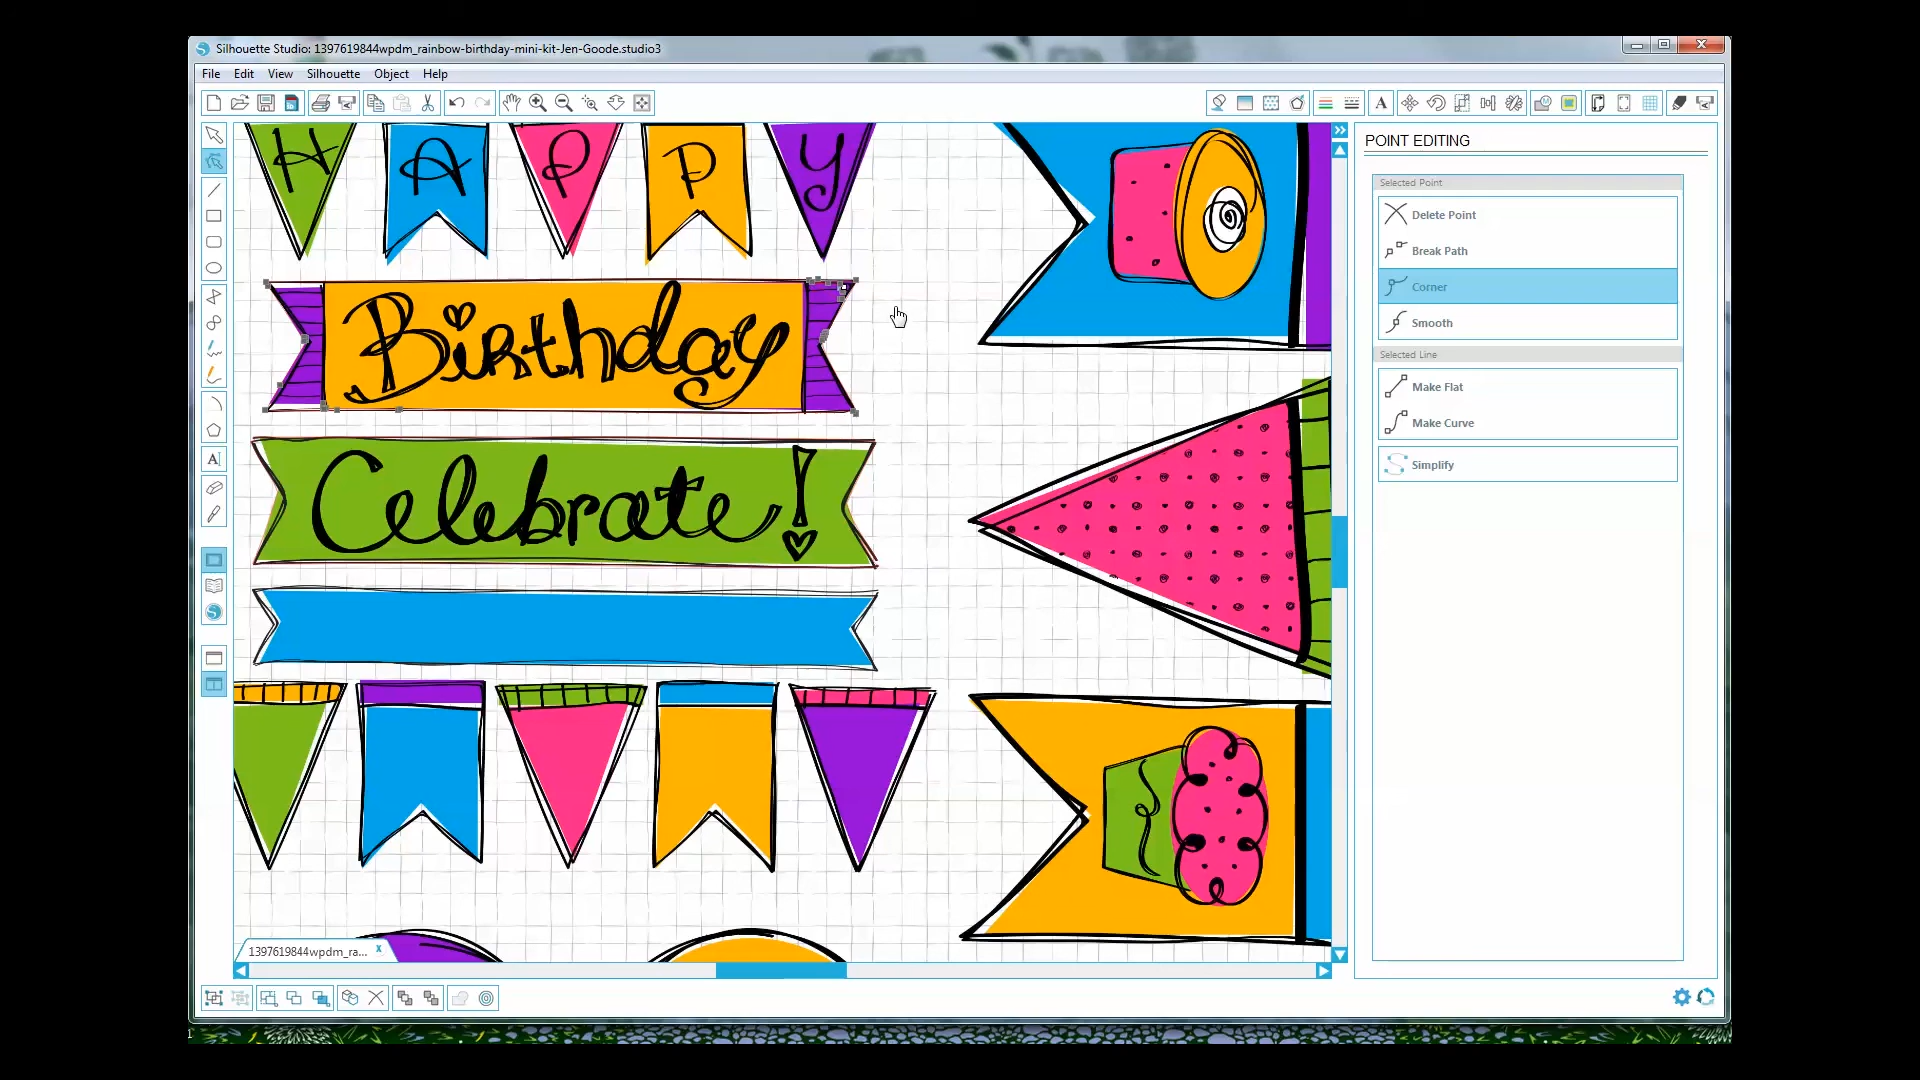 Silhouette Studio: 1397619844wpdm_rainbow-birthday-mini-kit-Jen-Goode.studio3
File Edit View Silhouette Object Help
POINT EDITING
Selected Point
Delete Point
Break Path
Corner
Smooth
Selected Line
Make Flat
Make Curve
Simplify
H A P P Y
Birthday
Celebrate!
1397619844wpdm_ra... x